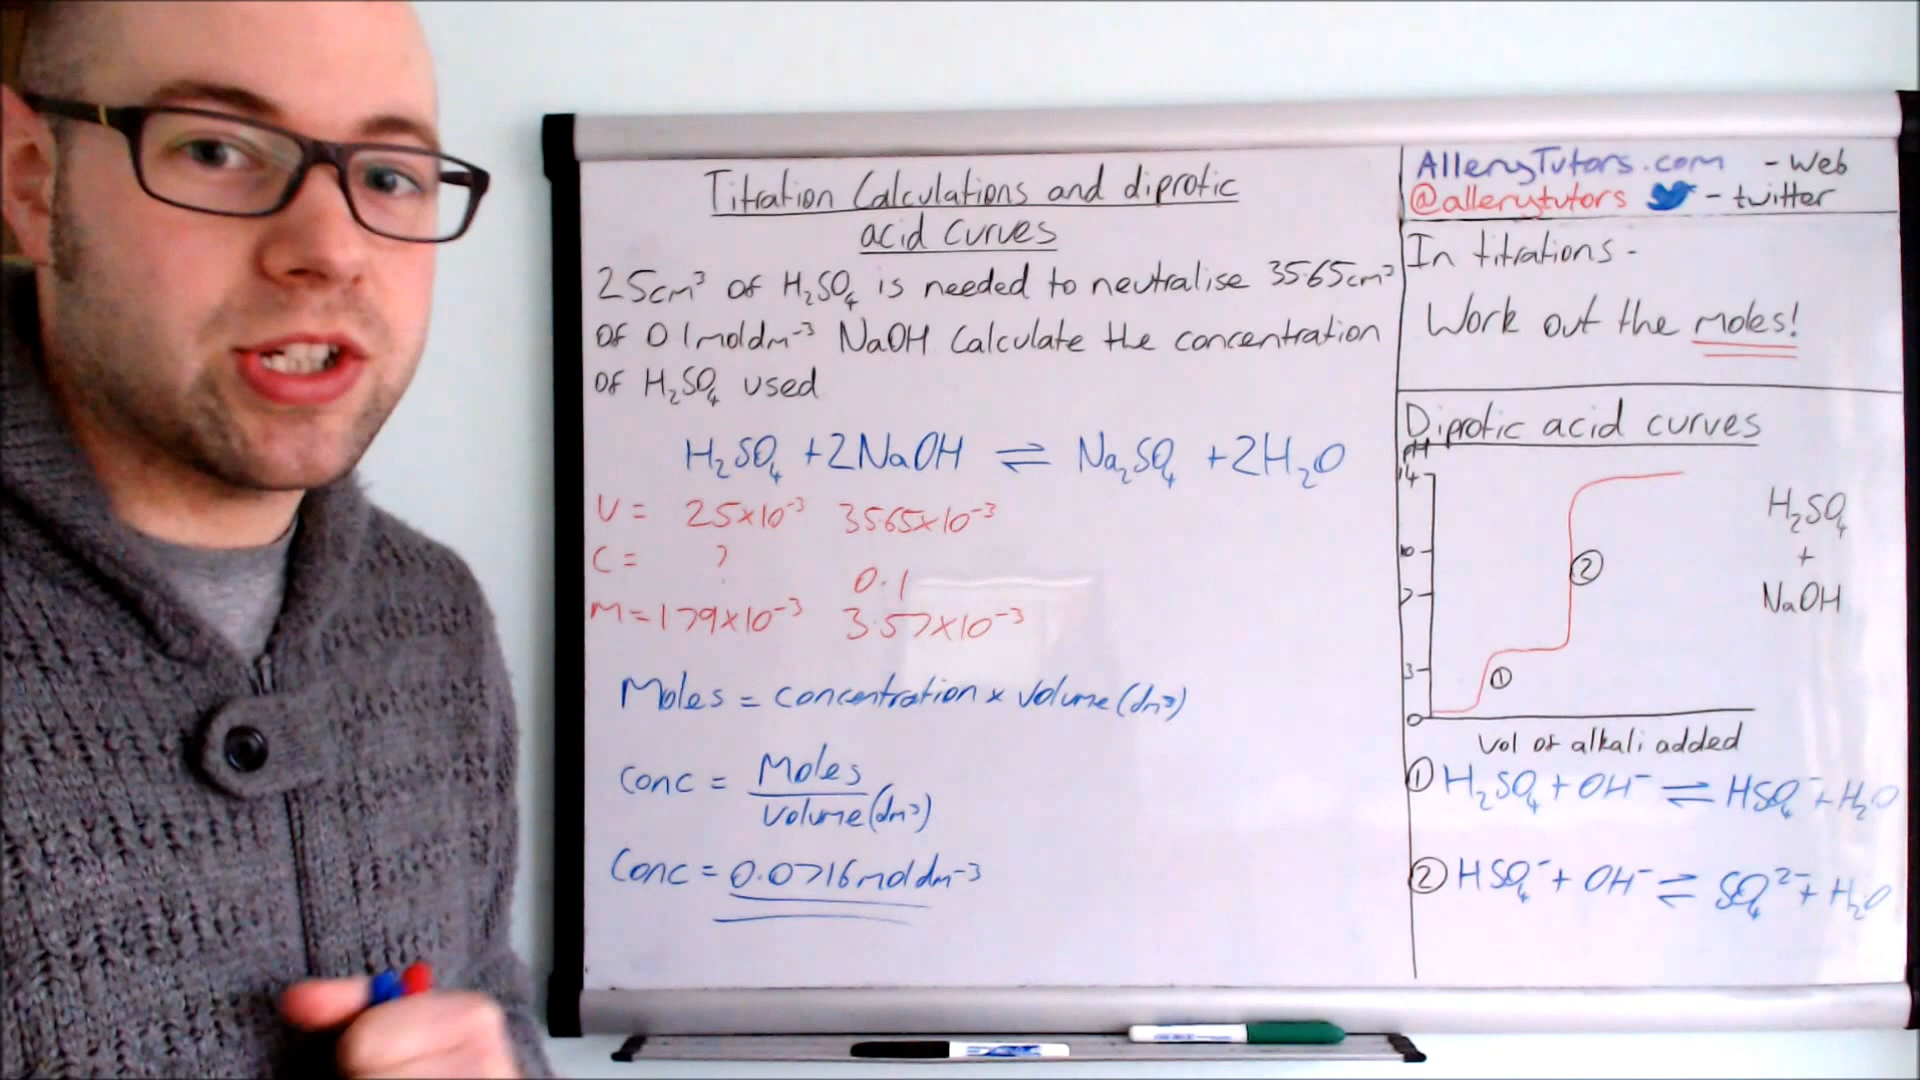 Titration Calculations and diprotic
acid curves
25cm³ of H₂SO₄ is needed to neutralise 35.65cm³
of 0.1moldm⁻³ NaOH Calculate the concentration
of H₂SO₄ used
H₂SO₄ + 2NaOH ⇌ Na₂SO₄ + 2H₂O
V = 25×10⁻³ 35.65×10⁻³
C = ? 0.1
M = 1.79×10⁻³ 3.57×10⁻³
Moles = concentration × volume (dm³)
Conc = Moles
volume (dm³)
Conc = 0.0716moldm⁻³
AlleryTutors.com - Web
@allerytutors - twitter
In titrations -
Work out the moles!
Diprotic acid curves
pH
14
10
7
3
0
②
①
H₂SO₄
+
NaOH
Vol of alkali added
① H₂SO₄ + OH⁻ ⇌ HSO₄⁻ + H₂O
② HSO₄⁻ + OH⁻ ⇌ SO₄²⁻ + H₂O